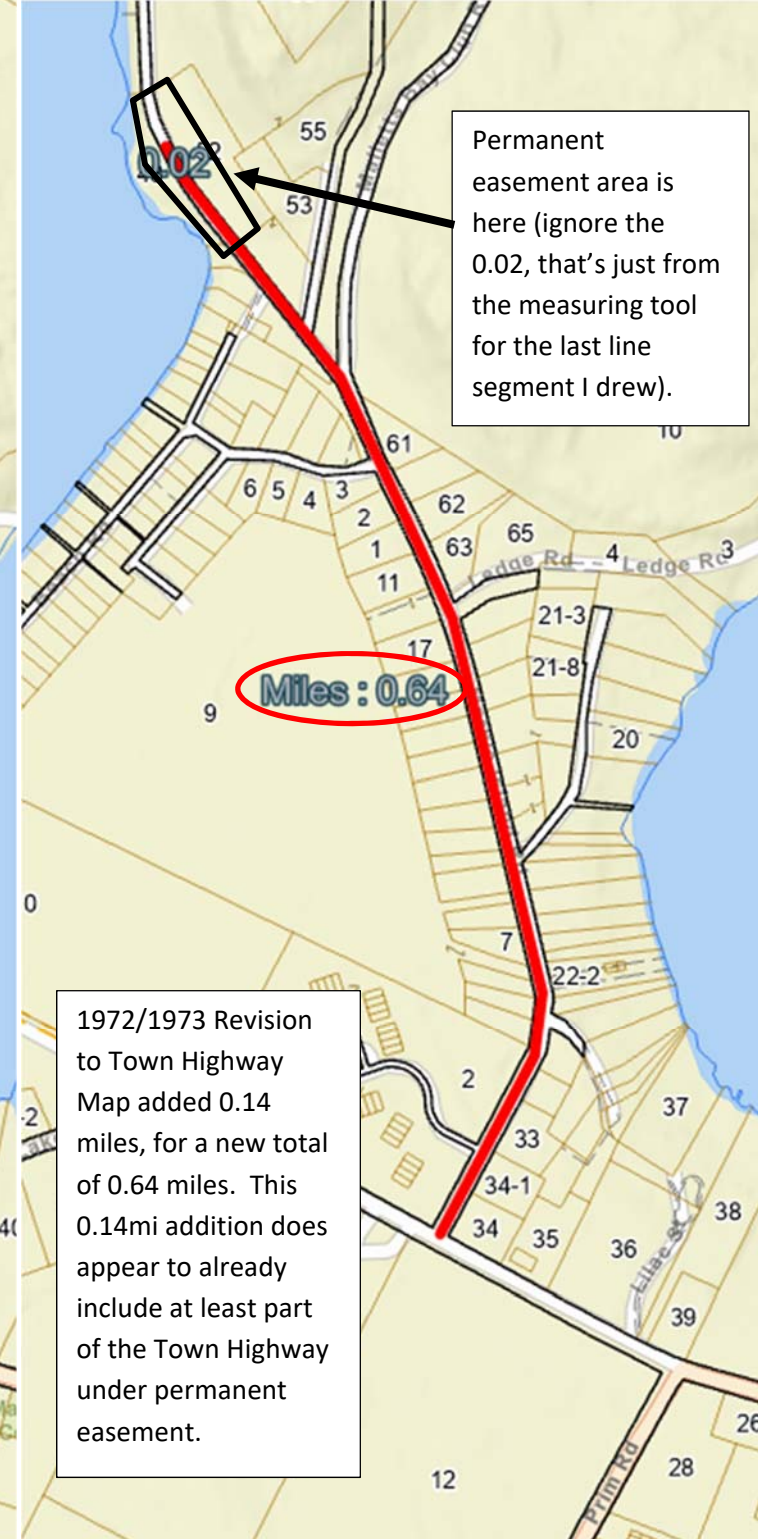 55
0.02
53
Permanent
easement area is
here (ignore the
0.02, that's just from
the measuring tool
for the last line
segment I drew).
10
61
6 5 4 3
62
2
65
63
1
4
3
Ledge Rd
Ledge Rd
11
21-3
17
21-8
Miles : 0.64
9
20
0
7
22-2
1972/1973 Revision
to Town Highway
Map added 0.14
miles, for a new total
of 0.64 miles. This
0.14mi addition does
appear to already
include at least part
of the Town Highway
under permanent
easement.
2
37
-2
33
34-1
38
34
35
36
Lilac St
40
39
26
28
12
Prim Rd